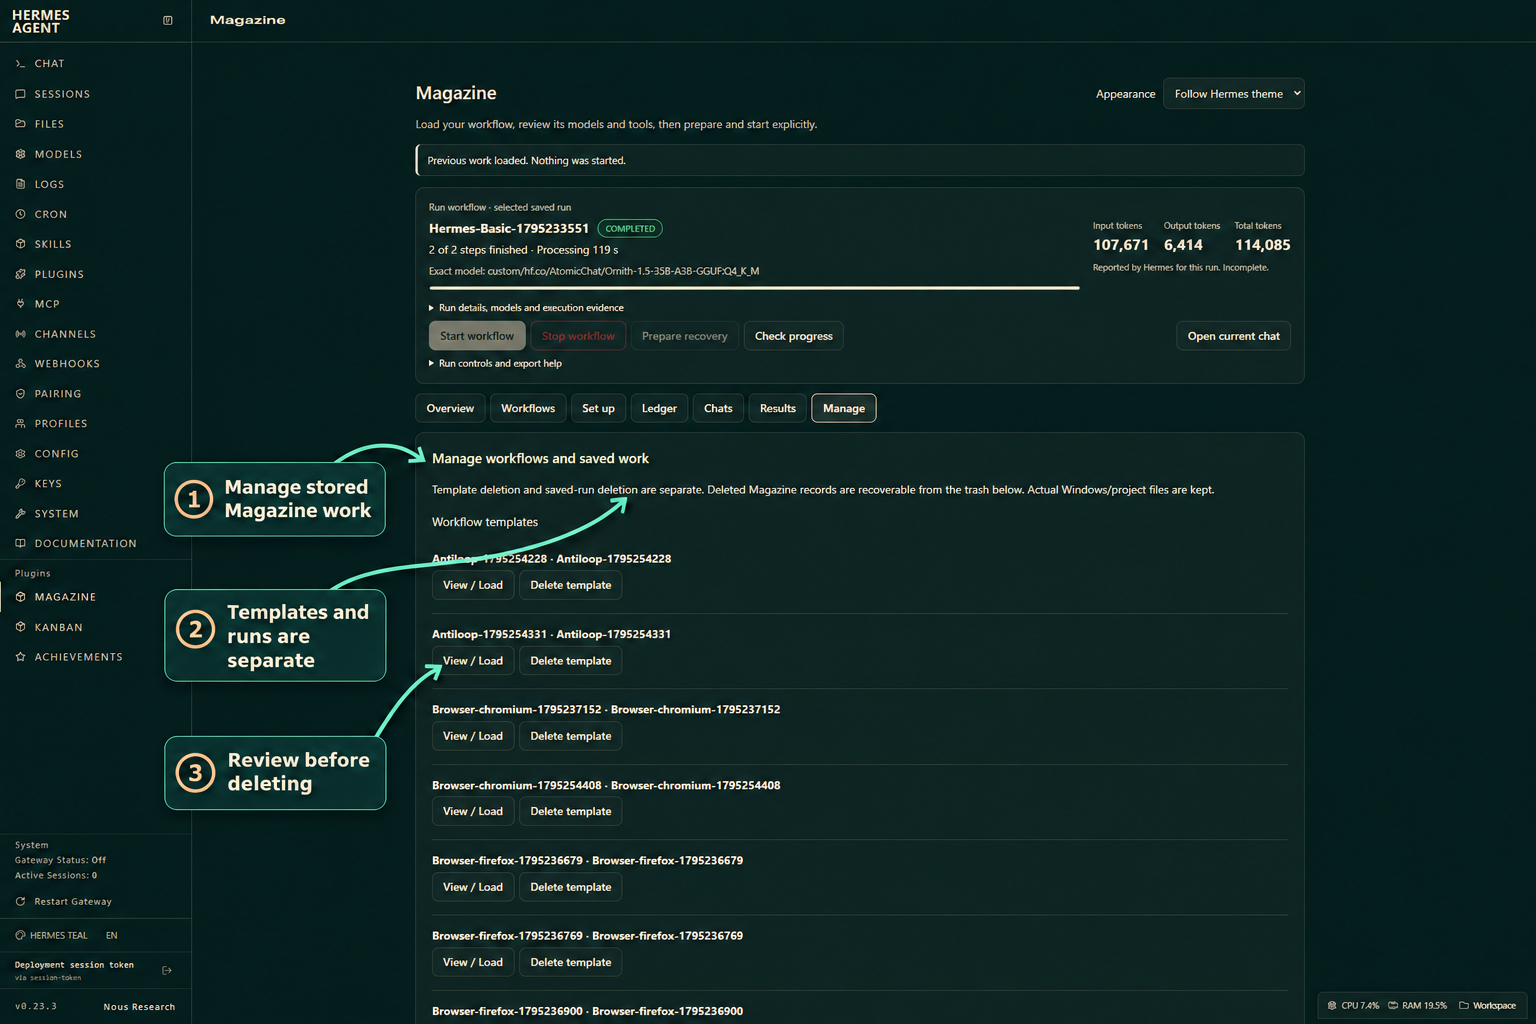 HERMES
AGENT
Magazine
CHAT
SESSIONS
FILES
MODELS
LOGS
CRON
SKILLS
PLUGINS
MCP
CHANNELS
WEBHOOKS
PAIRING
PROFILES
CONFIG
KEYS
SYSTEM
DOCUMENTATION
Plugins
MAGAZINE
KANBAN
ACHIEVEMENTS
System
Gateway Status: Off
Active Sessions: 0
Restart Gateway
HERMES TEAL EN
Deployment session token
via session-token
v0.23.3 Nous Research
Magazine
Appearance Follow Hermes theme
Load your workflow, review its models and tools, then prepare and start explicitly.
Previous work loaded. Nothing was started.
Run workflow - selected saved run
Hermes-Basic-1795233551 COMPLETED
2 of 2 steps finished · Processing 119 s
Exact model: custom/hf.co/AtomicChat/Ornith-1.5-35B-A3B-GGUF:Q4_K_M
Input tokens Output tokens Total tokens
107,671 6,414 114,085
Reported by Hermes for this run. Incomplete.
Run details, models and execution evidence
Start workflow Stop workflow Prepare recovery Check progress Open current chat
Run controls and export help
Overview Workflows Set up Ledger Chats Results Manage
Manage workflows and saved work
Template deletion and saved-run deletion are separate. Deleted Magazine records are recoverable from the trash below. Actual Windows/project files are kept.
Workflow templates
Antiloop-1795254228 · Antiloop-1795254228
View / Load Delete template
Antiloop-1795254331 · Antiloop-1795254331
View / Load Delete template
Browser-chromium-1795237152 · Browser-chromium-1795237152
View / Load Delete template
Browser-chromium-1795254408 · Browser-chromium-1795254408
View / Load Delete template
Browser-firefox-1795236679 · Browser-firefox-1795236679
View / Load Delete template
Browser-firefox-1795236769 · Browser-firefox-1795236769
View / Load Delete template
Browser-firefox-1795236900 · Browser-firefox-1795236900
1 Manage stored
Magazine work
2 Templates and
runs are
separate
3 Review before
deleting
CPU 7.4% RAM 19.5% Workspace